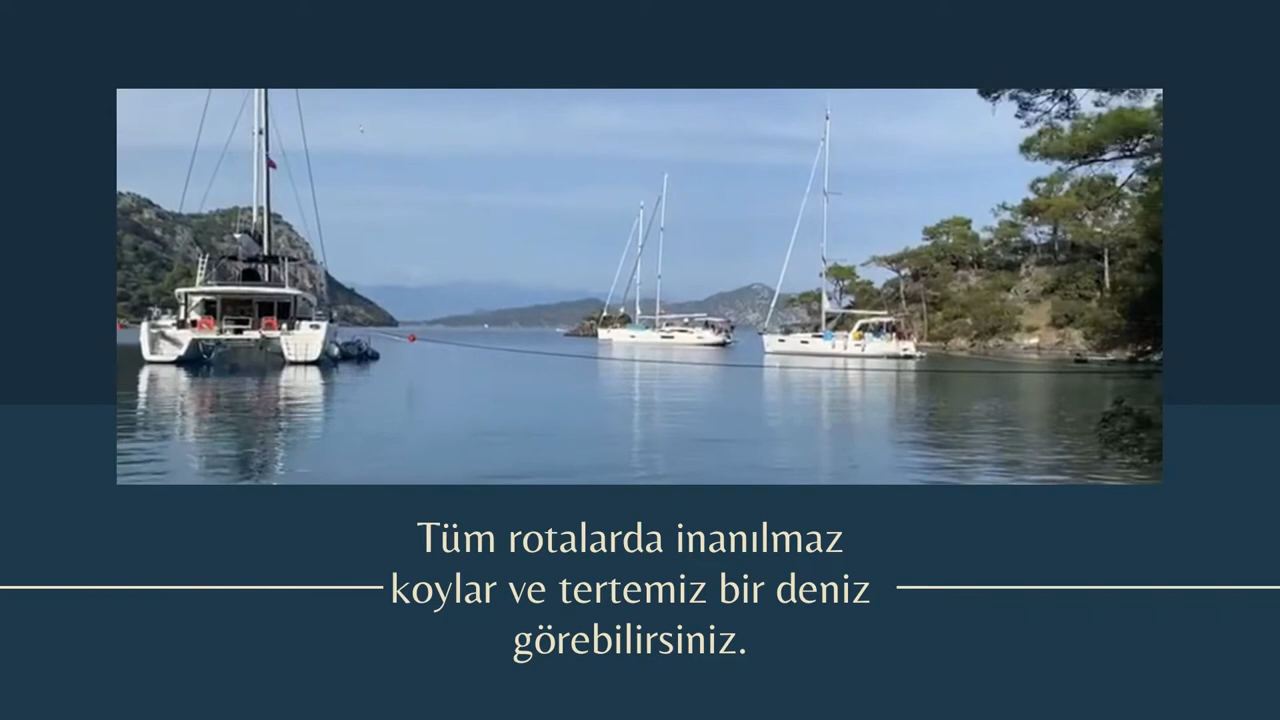 Tüm rotalarda inanılmaz
koylar ve tertemiz bir deniz
görebilirsiniz.